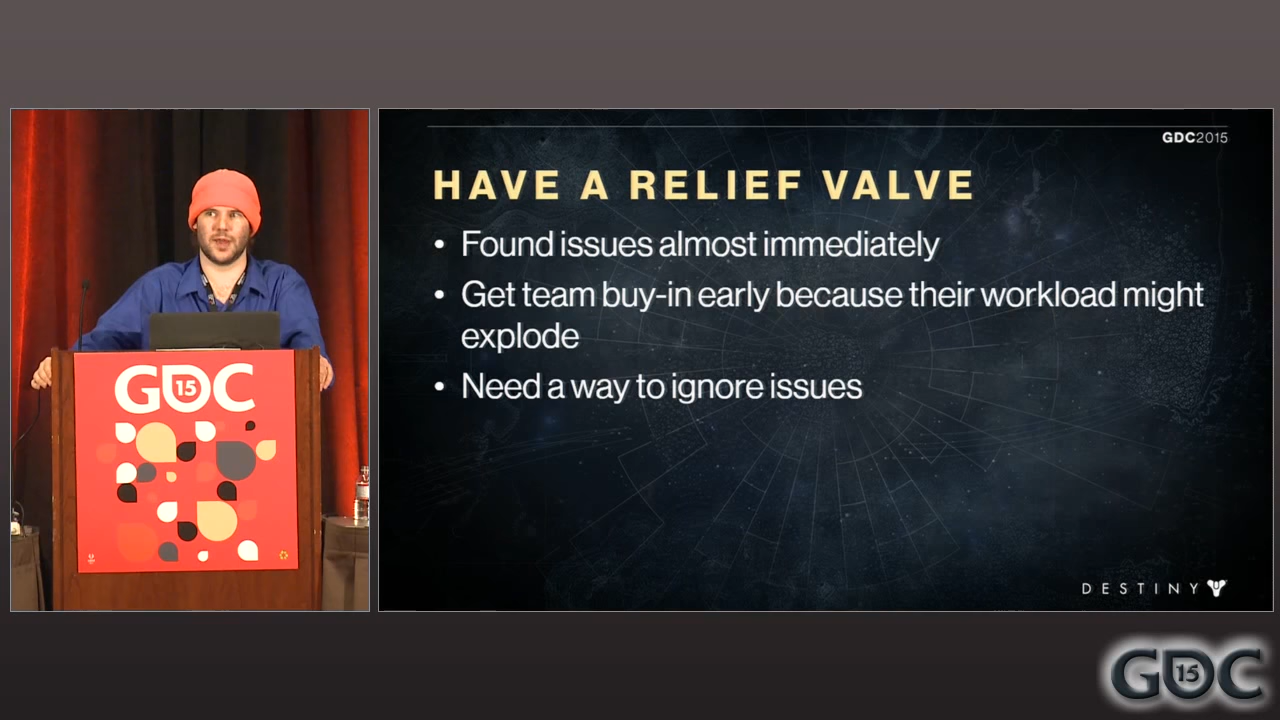 GDC2015
HAVE A RELIEF VALVE
• Found issues almost immediately
• Get team buy-in early because their workload might
explode
• Need a way to ignore issues
DESTINY
GDC
15
GDC
15